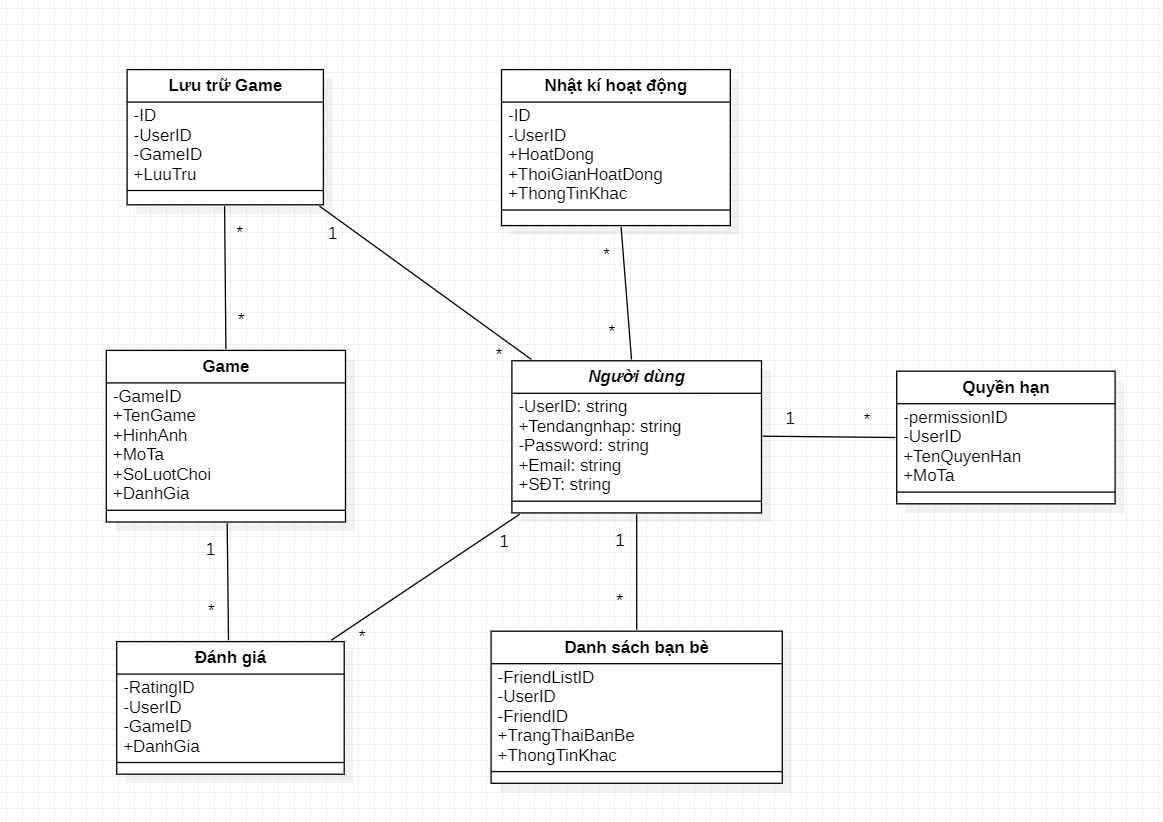 Lưu trữ Game
-ID
-UserID
-GameID
+LuuTru
Nhật kí hoạt động
-ID
-UserID
+HoatDong
+ThoiGianHoatDong
+ThongTinKhac
*
1
*
*
*
*
Game
-GameID
+TenGame
+HinhAnh
+MoTa
+SoLuotChoi
+DanhGia
Người dùng
-UserID: string
+Tendangnhap: string
-Password: string
+Email: string
+SĐT: string
1
*
Quyền hạn
-permissionID
-UserID
+TenQuyenHan
+MoTa
1
*
1
*
1
*
Đánh giá
-RatingID
-UserID
-GameID
+DanhGia
Danh sách bạn bè
-FriendListID
-UserID
-FriendID
+TrangThaiBanBe
+ThongTinKhac